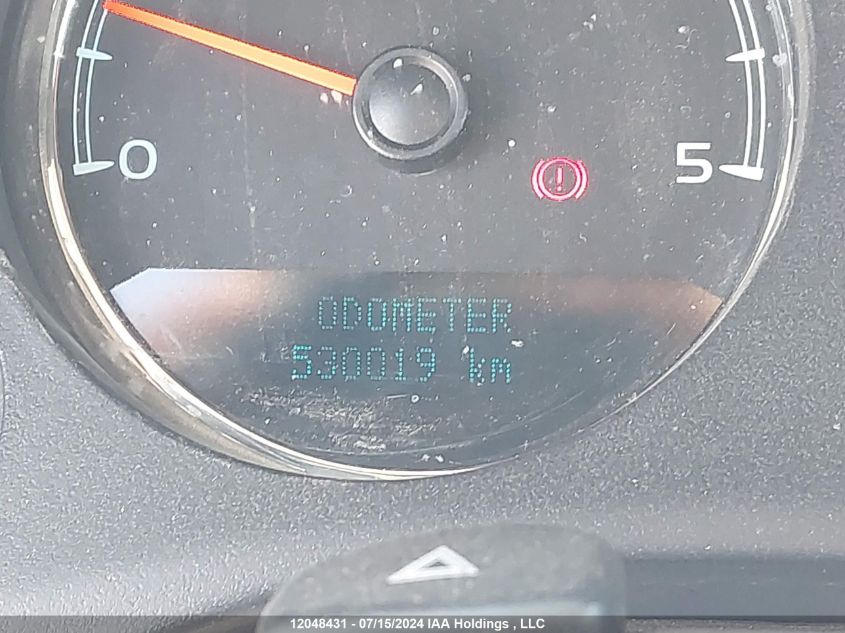 0 5
ODOMETER
530019 km
12048431 - 07/15/2024 IAA Holdings , LLC